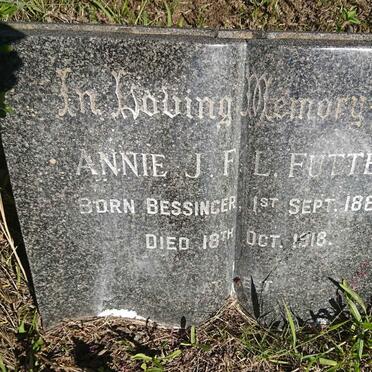 In Loving Memory
ANNIE J. F. L. FUTTE
BORN BESSINGER, 1ST SEPT. 188
DIED 18TH OCT. 1918.